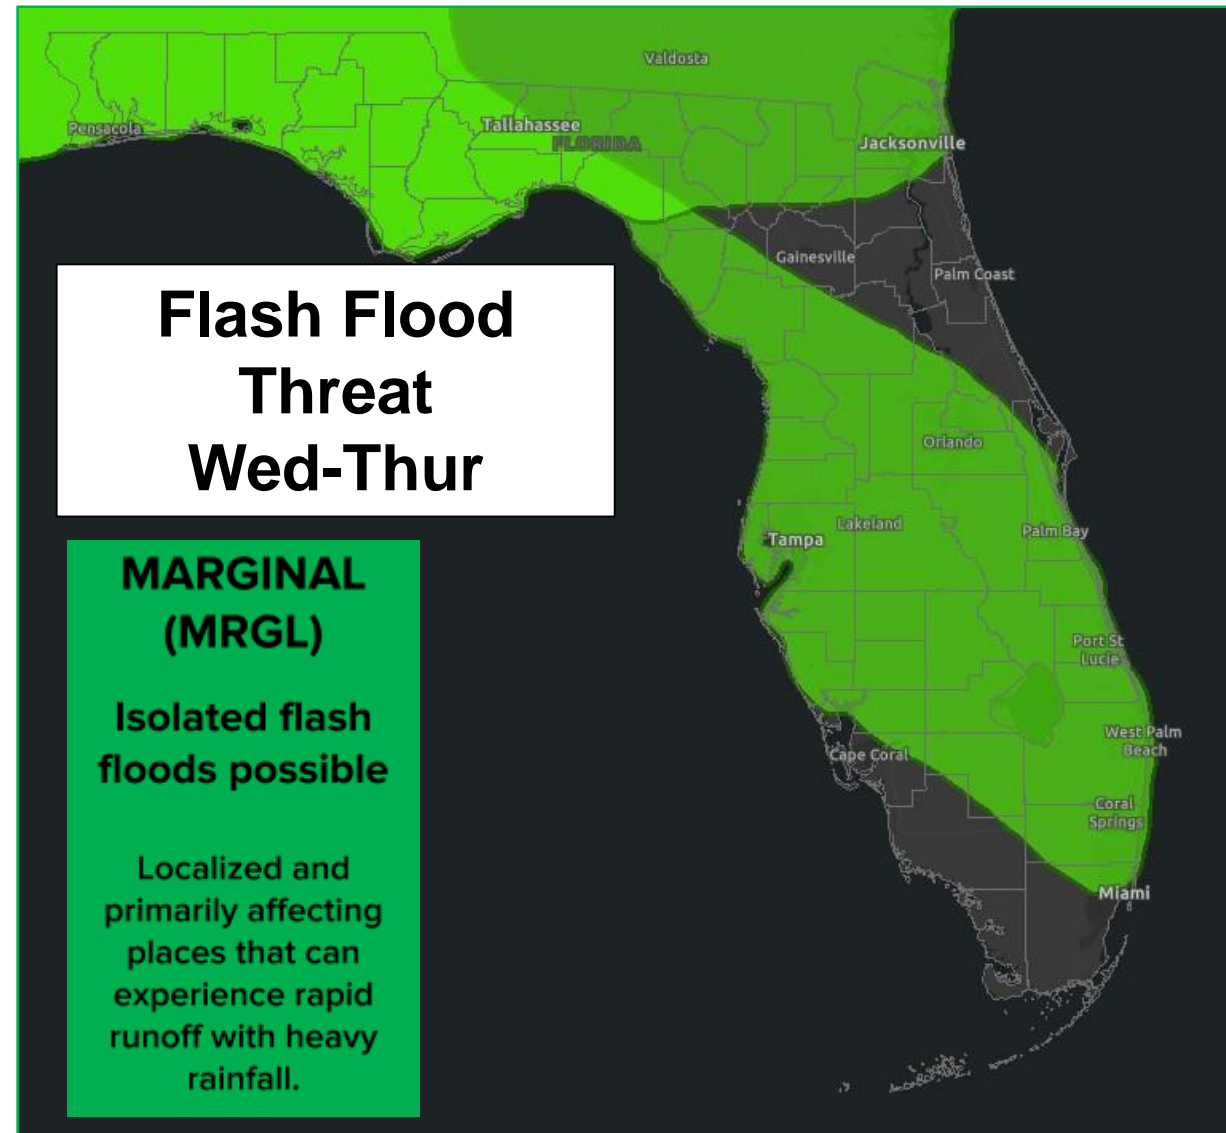 Valdosta
Pensacola
Tallahassee
FLORIDA
Jacksonville
Gainesville
Palm Coast
Flash Flood
Threat
Wed-Thur
Orlando
Lakeland
Tampa
Palm Bay
MARGINAL
(MRGL)
Isolated flash
floods possible
Localized and
primarily affecting
places that can
experience rapid
runoff with heavy
rainfall.
Port St
Lucie
West Palm
Beach
Cape Coral
Coral
Springs
Miami